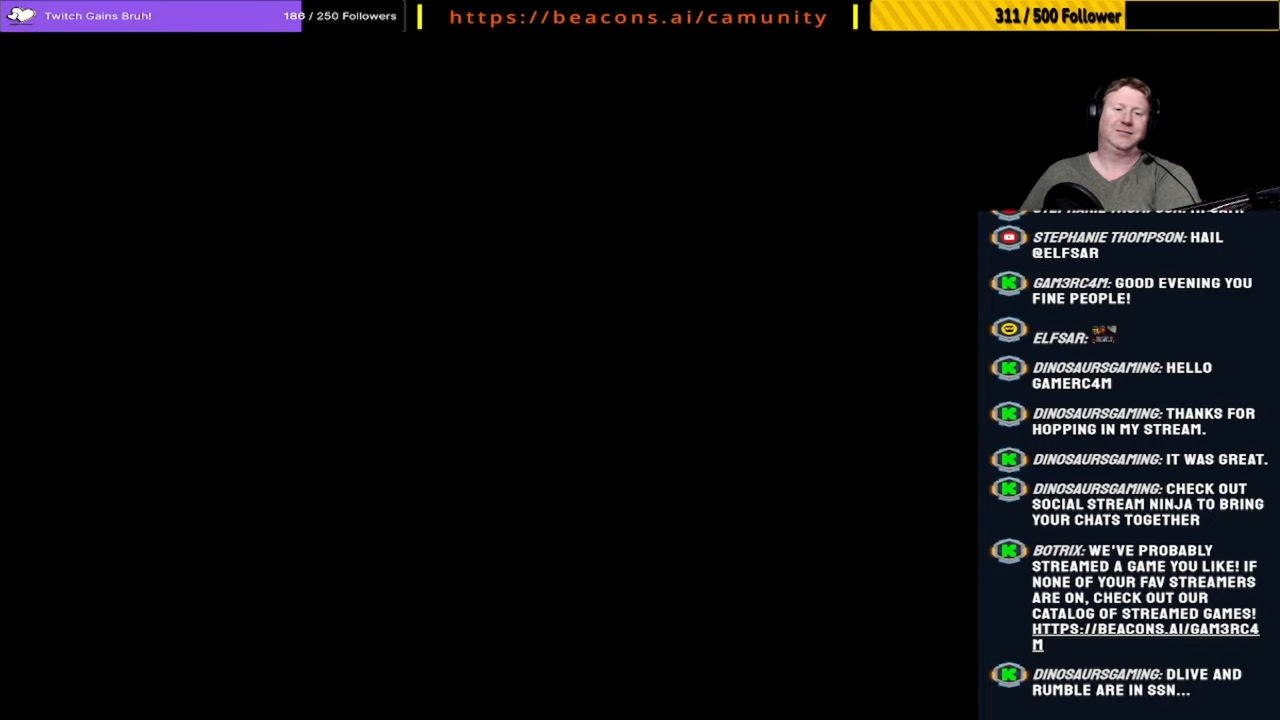 Twitch Gains Bruh!
186 / 250 Followers
https://beacons.ai/camunity
311 / 500 Follower
STEPHANIE THOMPSON: HAIL
@ELFSAR
GAM3RC4M: GOOD EVENING YOU
FINE PEOPLE!
ELFSAR:
DINOSAURSGAMING: HELLO
GAMERC4M
DINOSAURSGAMING: THANKS FOR
HOPPING IN MY STREAM.
DINOSAURSGAMING: IT WAS GREAT.
DINOSAURSGAMING: CHECK OUT
SOCIAL STREAM NINJA TO BRING
YOUR CHATS TOGETHER
BOTRIX: WE'VE PROBABLY
STREAMED A GAME YOU LIKE! IF
NONE OF YOUR FAV STREAMERS
ARE ON, CHECK OUT OUR
CATALOG OF STREAMED GAMES!
HTTPS://BEACONS.AI/GAM3RC4
M
DINOSAURSGAMING: DLIVE AND
RUMBLE ARE IN SSN...